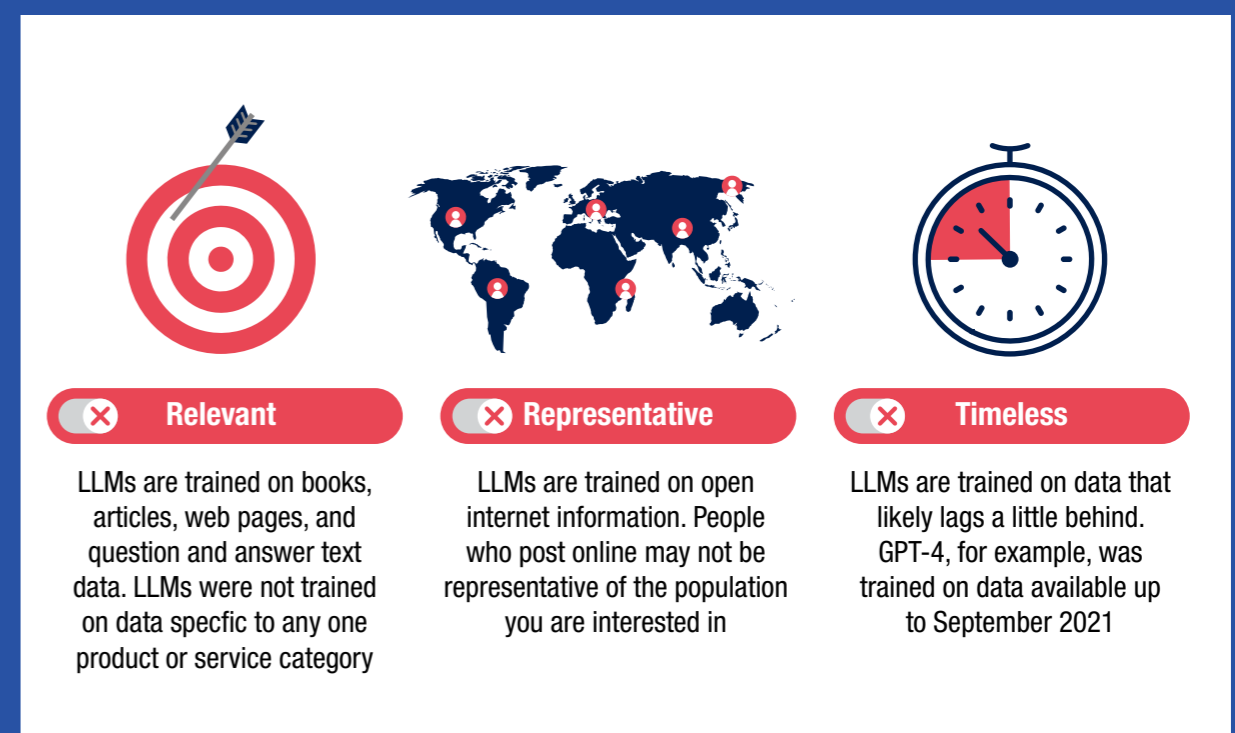 Relevant
LLMs are trained on books,
articles, web pages, and
question and answer text
data. LLMs were not trained
on data specfic to any one
product or service category
Representative
LLMs are trained on open
internet information. People
who post online may not be
representative of the population
you are interested in
Timeless
LLMs are trained on data that
likely lags a little behind.
GPT-4, for example, was
trained on data available up
to September 2021